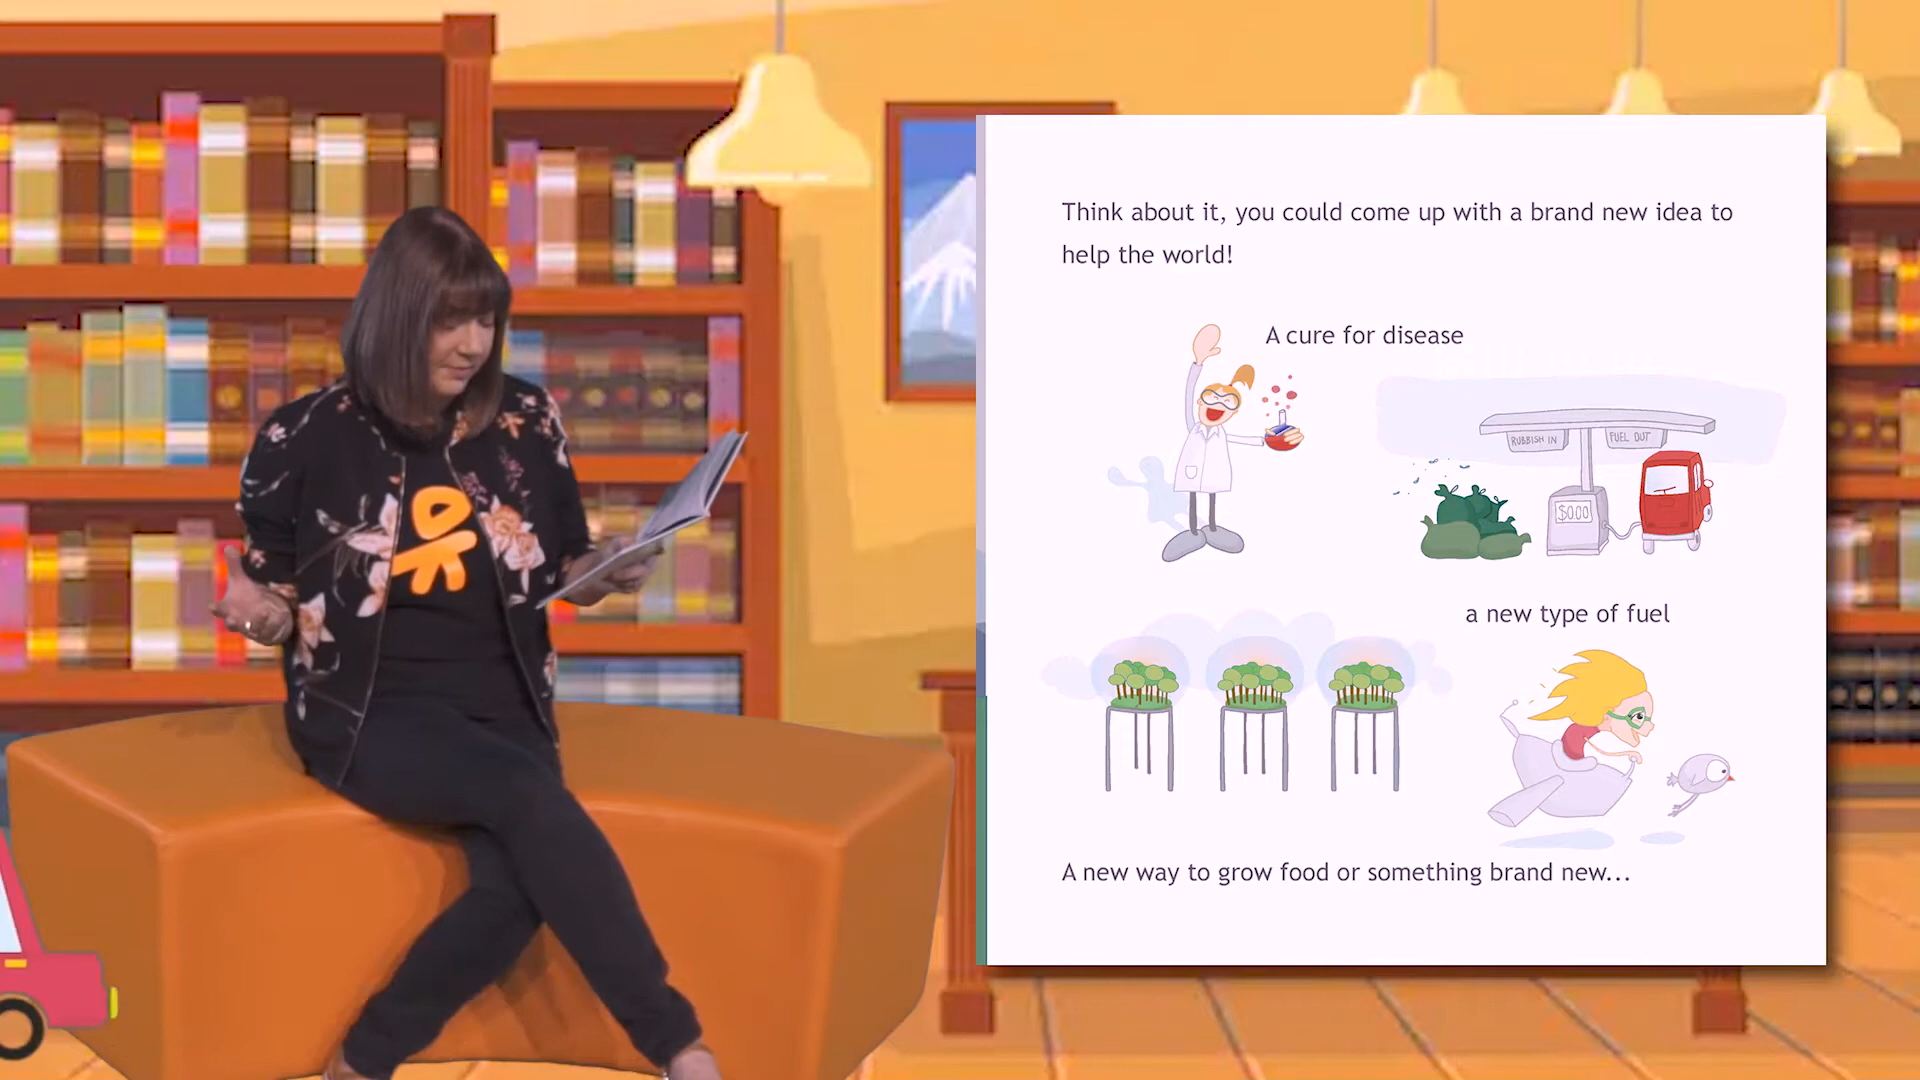 Think about it, you could come up with a brand new idea to
help the world!
A cure for disease
RUBBISH IN
FUEL OUT
$0.00
a new type of fuel
A new way to grow food or something brand new...
OK